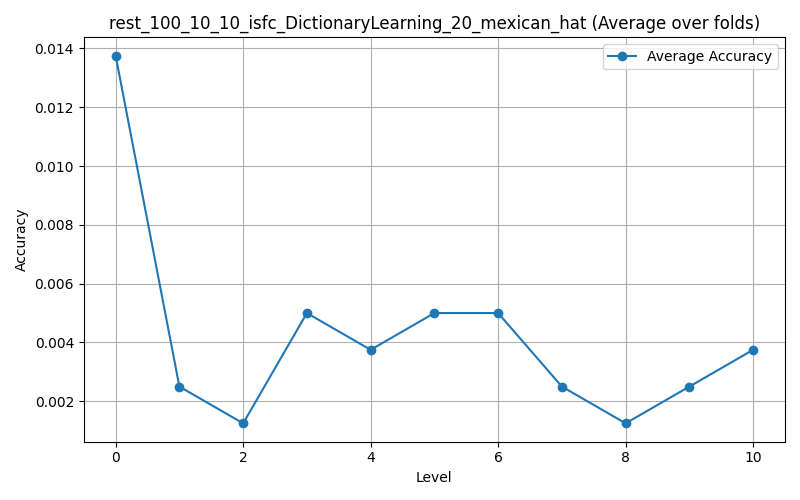 rest_100_10_10_isfc_DictionaryLearning_20_mexican_hat (Average over folds)
Average Accuracy
0.014
0.012
0.010
0.008
0.006
0.004
0.002
Accuracy
0 2 4 6 8 10
Level